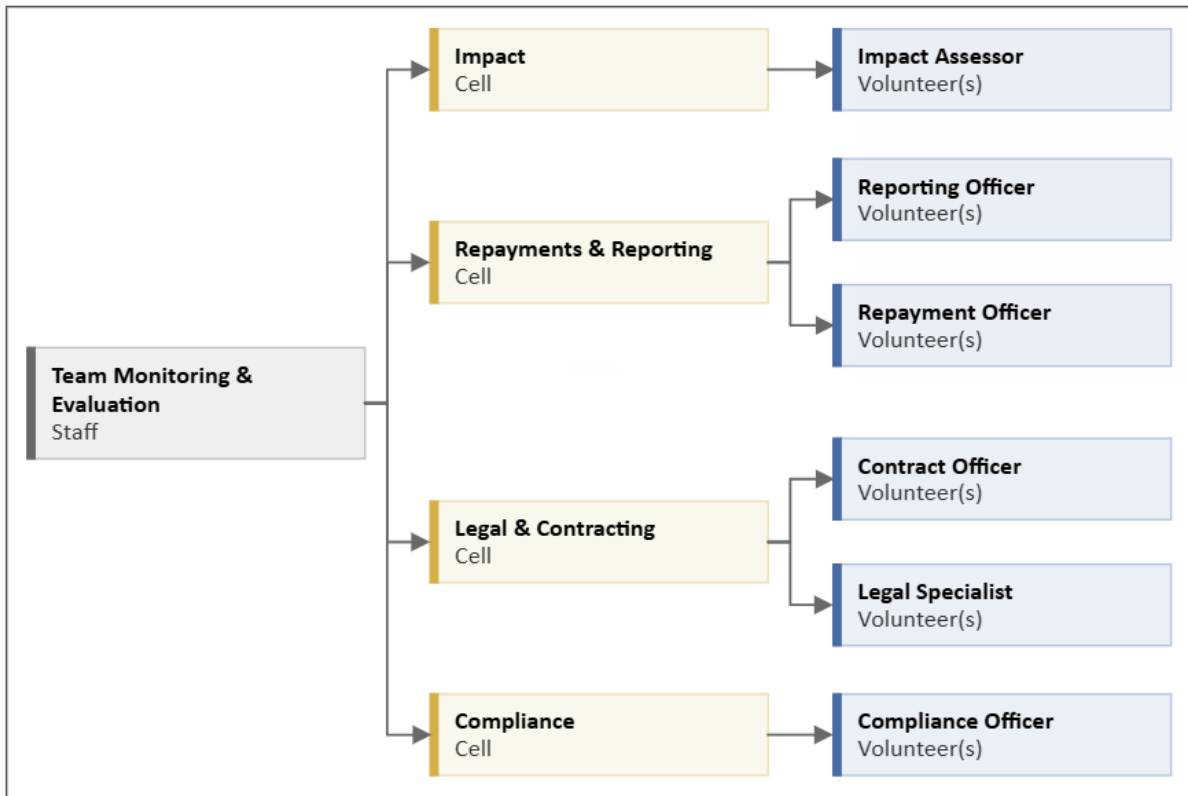 Team Monitoring &
Evaluation
Staff
Impact
Cell
Impact Assessor
Volunteer(s)
Repayments & Reporting
Cell
Reporting Officer
Volunteer(s)
Repayment Officer
Volunteer(s)
Legal & Contracting
Cell
Contract Officer
Volunteer(s)
Legal Specialist
Volunteer(s)
Compliance
Cell
Compliance Officer
Volunteer(s)